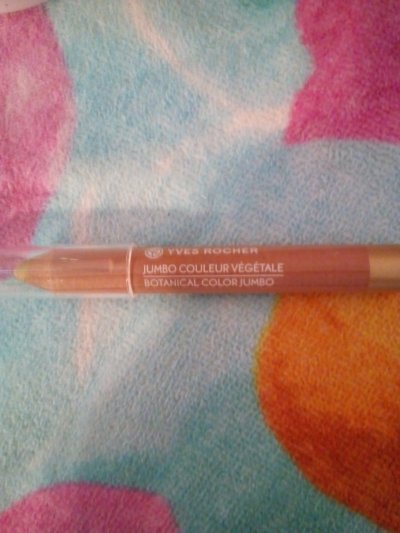 YVES ROCHER
JUMBO COULEUR VÉGÉTALE
BOTANICAL COLOR JUMBO